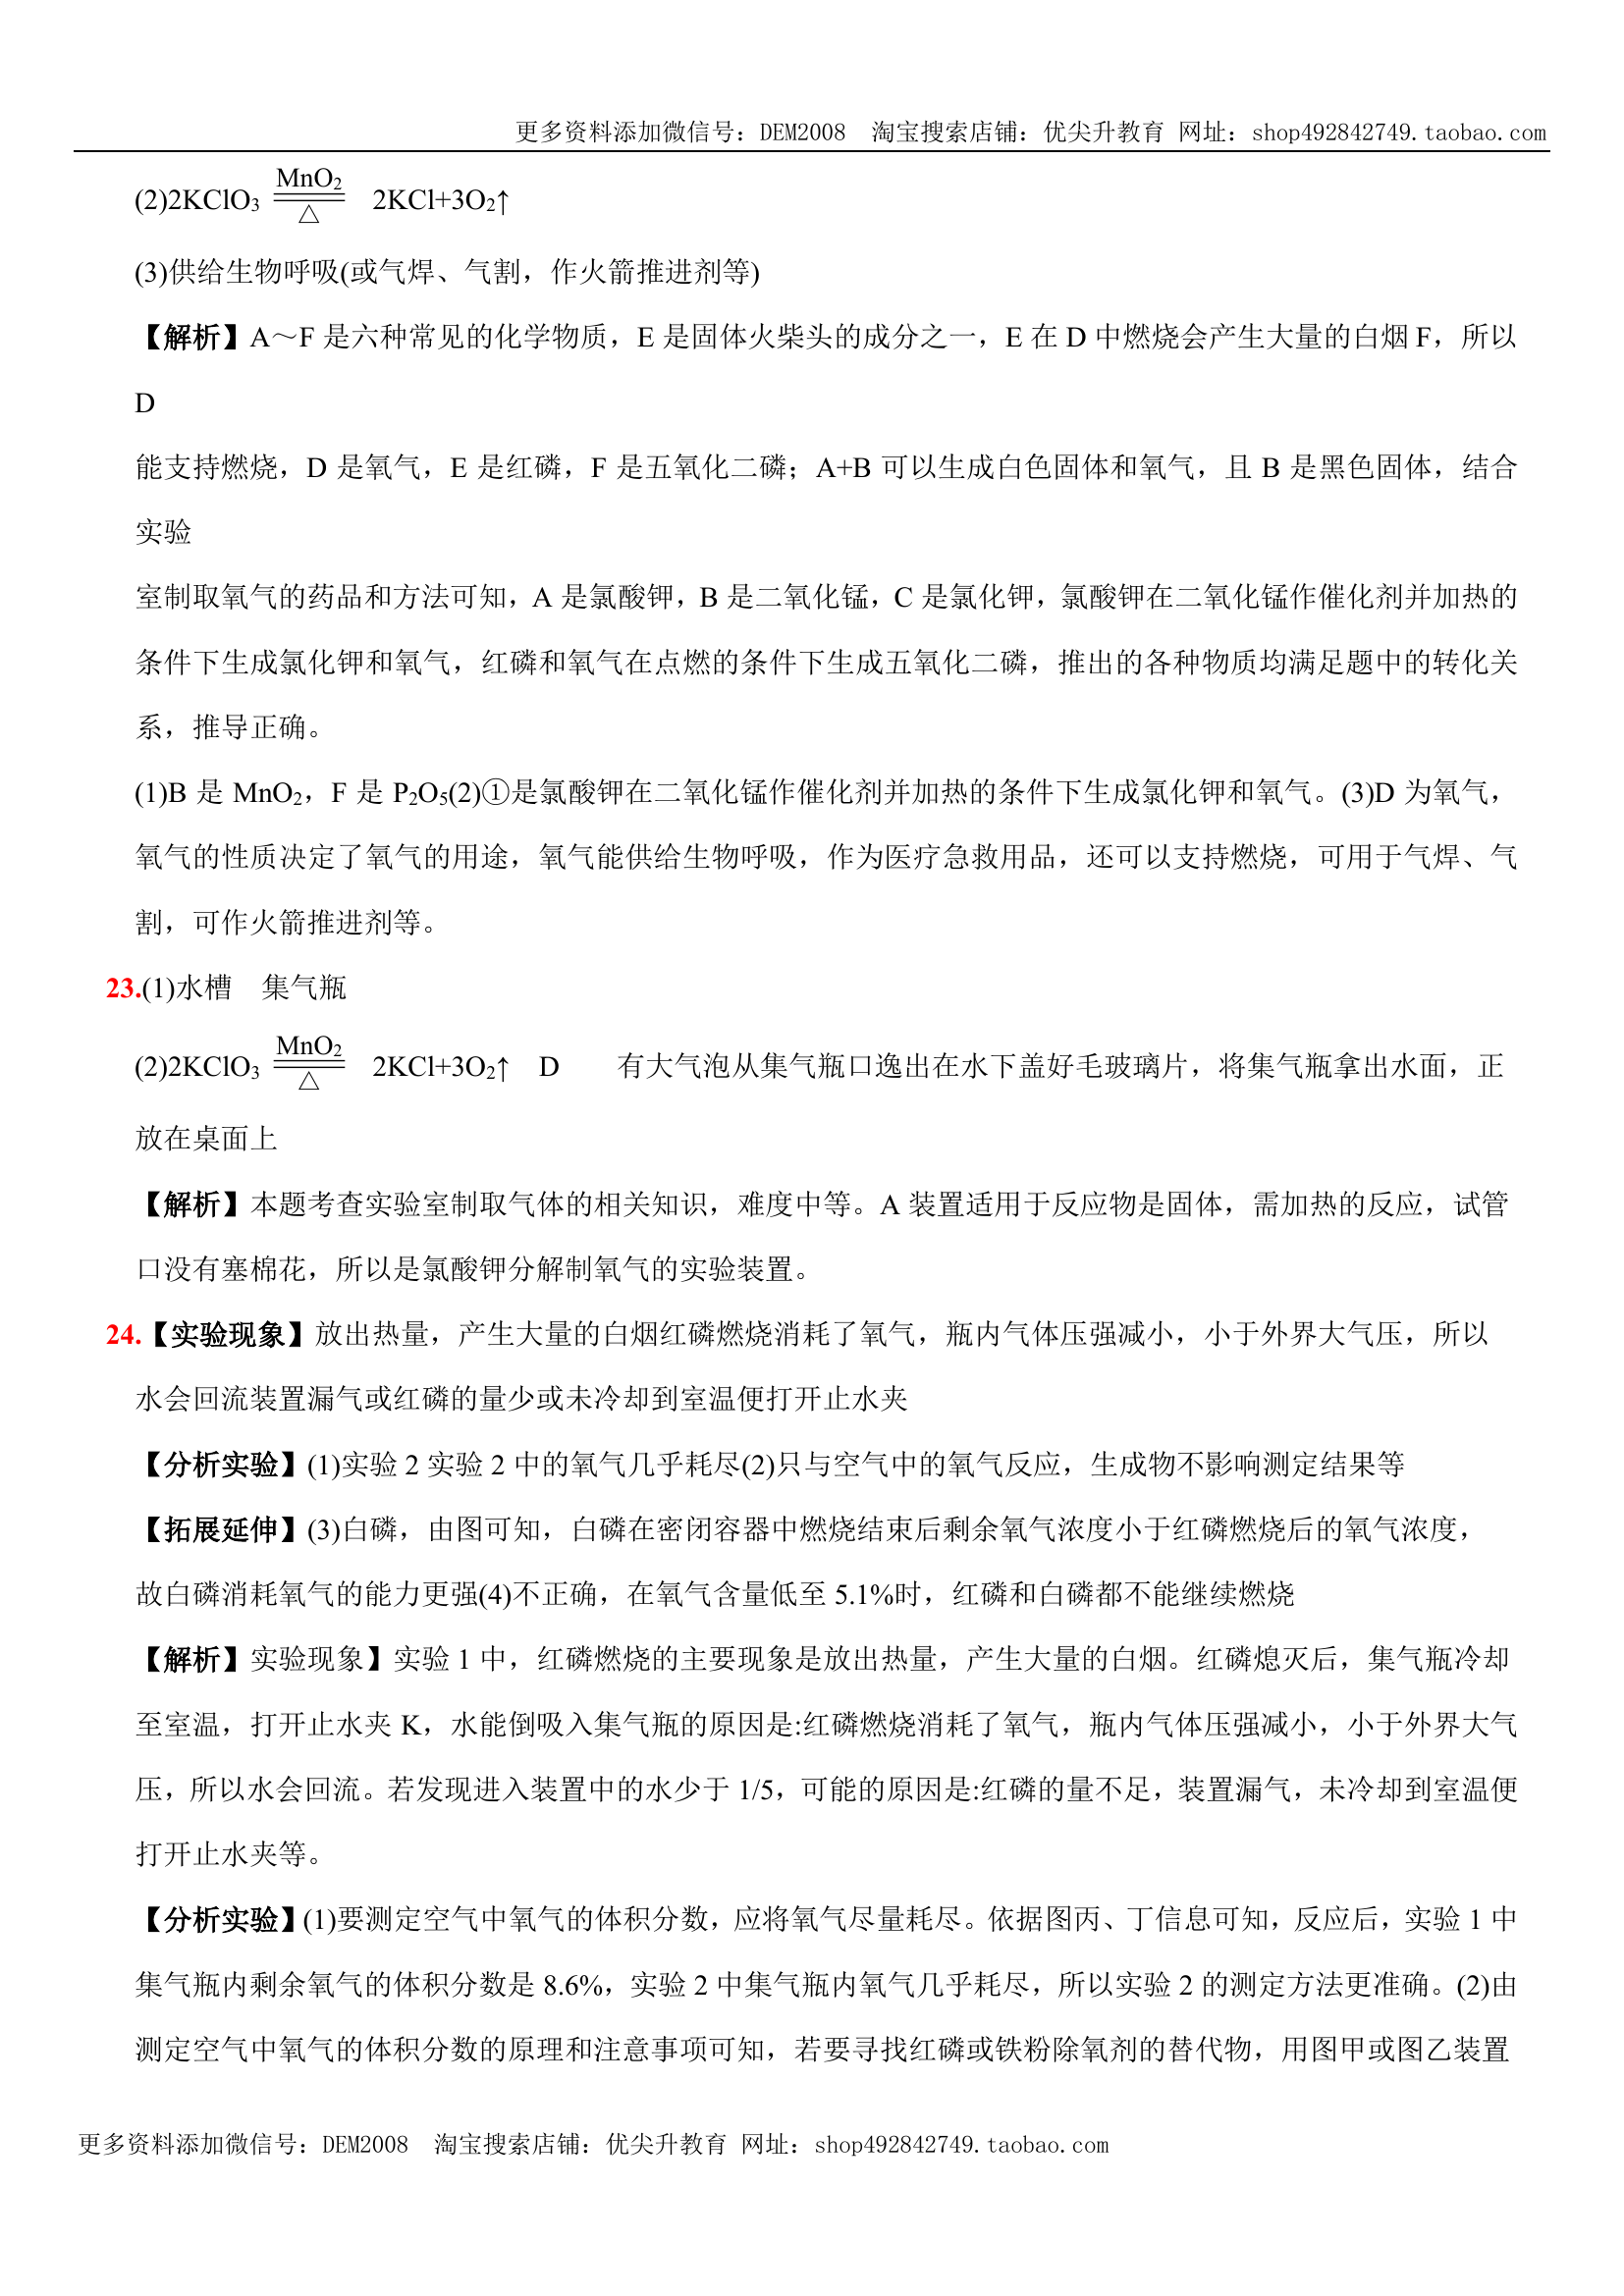 更多资料添加微信号：DEM2008  淘宝搜索店铺：优尖升教育 网址：shop492842749.taobao.com
(2)2KClO₃ MnO₂ △ 2KCl+3O₂↑
(3)供给生物呼吸(或气焊、气割，作火箭推进剂等)
【解析】A～F 是六种常见的化学物质，E 是固体火柴头的成分之一，E 在 D 中燃烧会产生大量的白烟 F，所以
D
能支持燃烧，D 是氧气，E 是红磷，F 是五氧化二磷；A+B 可以生成白色固体和氧气，且 B 是黑色固体，结合
实验
室制取氧气的药品和方法可知，A 是氯酸钾，B 是二氧化锰，C 是氯化钾，氯酸钾在二氧化锰作催化剂并加热的
条件下生成氯化钾和氧气，红磷和氧气在点燃的条件下生成五氧化二磷，推出的各种物质均满足题中的转化关
系，推导正确。
(1)B 是 MnO₂，F 是 P₂O₅(2)①是氯酸钾在二氧化锰作催化剂并加热的条件下生成氯化钾和氧气。(3)D 为氧气，
氧气的性质决定了氧气的用途，氧气能供给生物呼吸，作为医疗急救用品，还可以支持燃烧，可用于气焊、气
割，可作火箭推进剂等。
23.(1)水槽  集气瓶
(2)2KClO₃ MnO₂ △ 2KCl+3O₂↑  D  有大气泡从集气瓶口逸出在水下盖好毛玻璃片，将集气瓶拿出水面，正
放在桌面上
【解析】本题考查实验室制取气体的相关知识，难度中等。A 装置适用于反应物是固体，需加热的反应，试管
口没有塞棉花，所以是氯酸钾分解制氧气的实验装置。
24.【实验现象】放出热量，产生大量的白烟红磷燃烧消耗了氧气，瓶内气体压强减小，小于外界大气压，所以
水会回流装置漏气或红磷的量少或未冷却到室温便打开止水夹
【分析实验】(1)实验 2 实验 2 中的氧气几乎耗尽(2)只与空气中的氧气反应，生成物不影响测定结果等
【拓展延伸】(3)白磷，由图可知，白磷在密闭容器中燃烧结束后剩余氧气浓度小于红磷燃烧后的氧气浓度，
故白磷消耗氧气的能力更强(4)不正确，在氧气含量低至 5.1%时，红磷和白磷都不能继续燃烧
【解析】实验现象】实验 1 中，红磷燃烧的主要现象是放出热量，产生大量的白烟。红磷熄灭后，集气瓶冷却
至室温，打开止水夹 K，水能倒吸入集气瓶的原因是:红磷燃烧消耗了氧气，瓶内气体压强减小，小于外界大气
压，所以水会回流。若发现进入装置中的水少于 1/5，可能的原因是:红磷的量不足，装置漏气，未冷却到室温便
打开止水夹等。
【分析实验】(1)要测定空气中氧气的体积分数，应将氧气尽量耗尽。依据图丙、丁信息可知，反应后，实验 1 中
集气瓶内剩余氧气的体积分数是 8.6%，实验 2 中集气瓶内氧气几乎耗尽，所以实验 2 的测定方法更准确。(2)由
测定空气中氧气的体积分数的原理和注意事项可知，若要寻找红磷或铁粉除氧剂的替代物，用图甲或图乙装置
更多资料添加微信号：DEM2008  淘宝搜索店铺：优尖升教育 网址：shop492842749.taobao.com